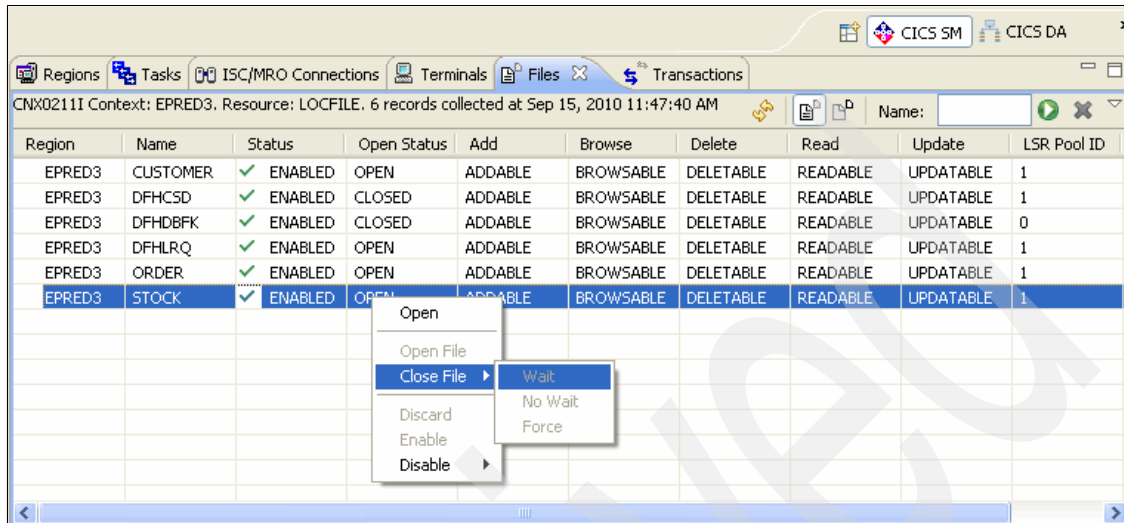 CICS SM CICS DA
Regions Tasks ISC/MRO Connections Terminals Files Transactions
CNX0211I Context: EPRED3. Resource: LOCFILE. 6 records collected at Sep 15, 2010 11:47:40 AM Name:
Region Name Status Open Status Add Browse Delete Read Update LSR Pool ID
EPRED3 CUSTOMER ENABLED OPEN ADDABLE BROWSABLE DELETABLE READABLE UPDATABLE 1
EPRED3 DFHCSD ENABLED CLOSED ADDABLE BROWSABLE DELETABLE READABLE UPDATABLE 1
EPRED3 DFHDBFK ENABLED CLOSED ADDABLE BROWSABLE DELETABLE READABLE UPDATABLE 0
EPRED3 DFHLRQ ENABLED OPEN ADDABLE BROWSABLE DELETABLE READABLE UPDATABLE 1
EPRED3 ORDER ENABLED OPEN ADDABLE BROWSABLE DELETABLE READABLE UPDATABLE 1
EPRED3 STOCK ENABLED OPEN ADDABLE BROWSABLE DELETABLE READABLE UPDATABLE 1
Open
Open File
Close File Wait
No Wait
Discard
Force
Enable
Disable